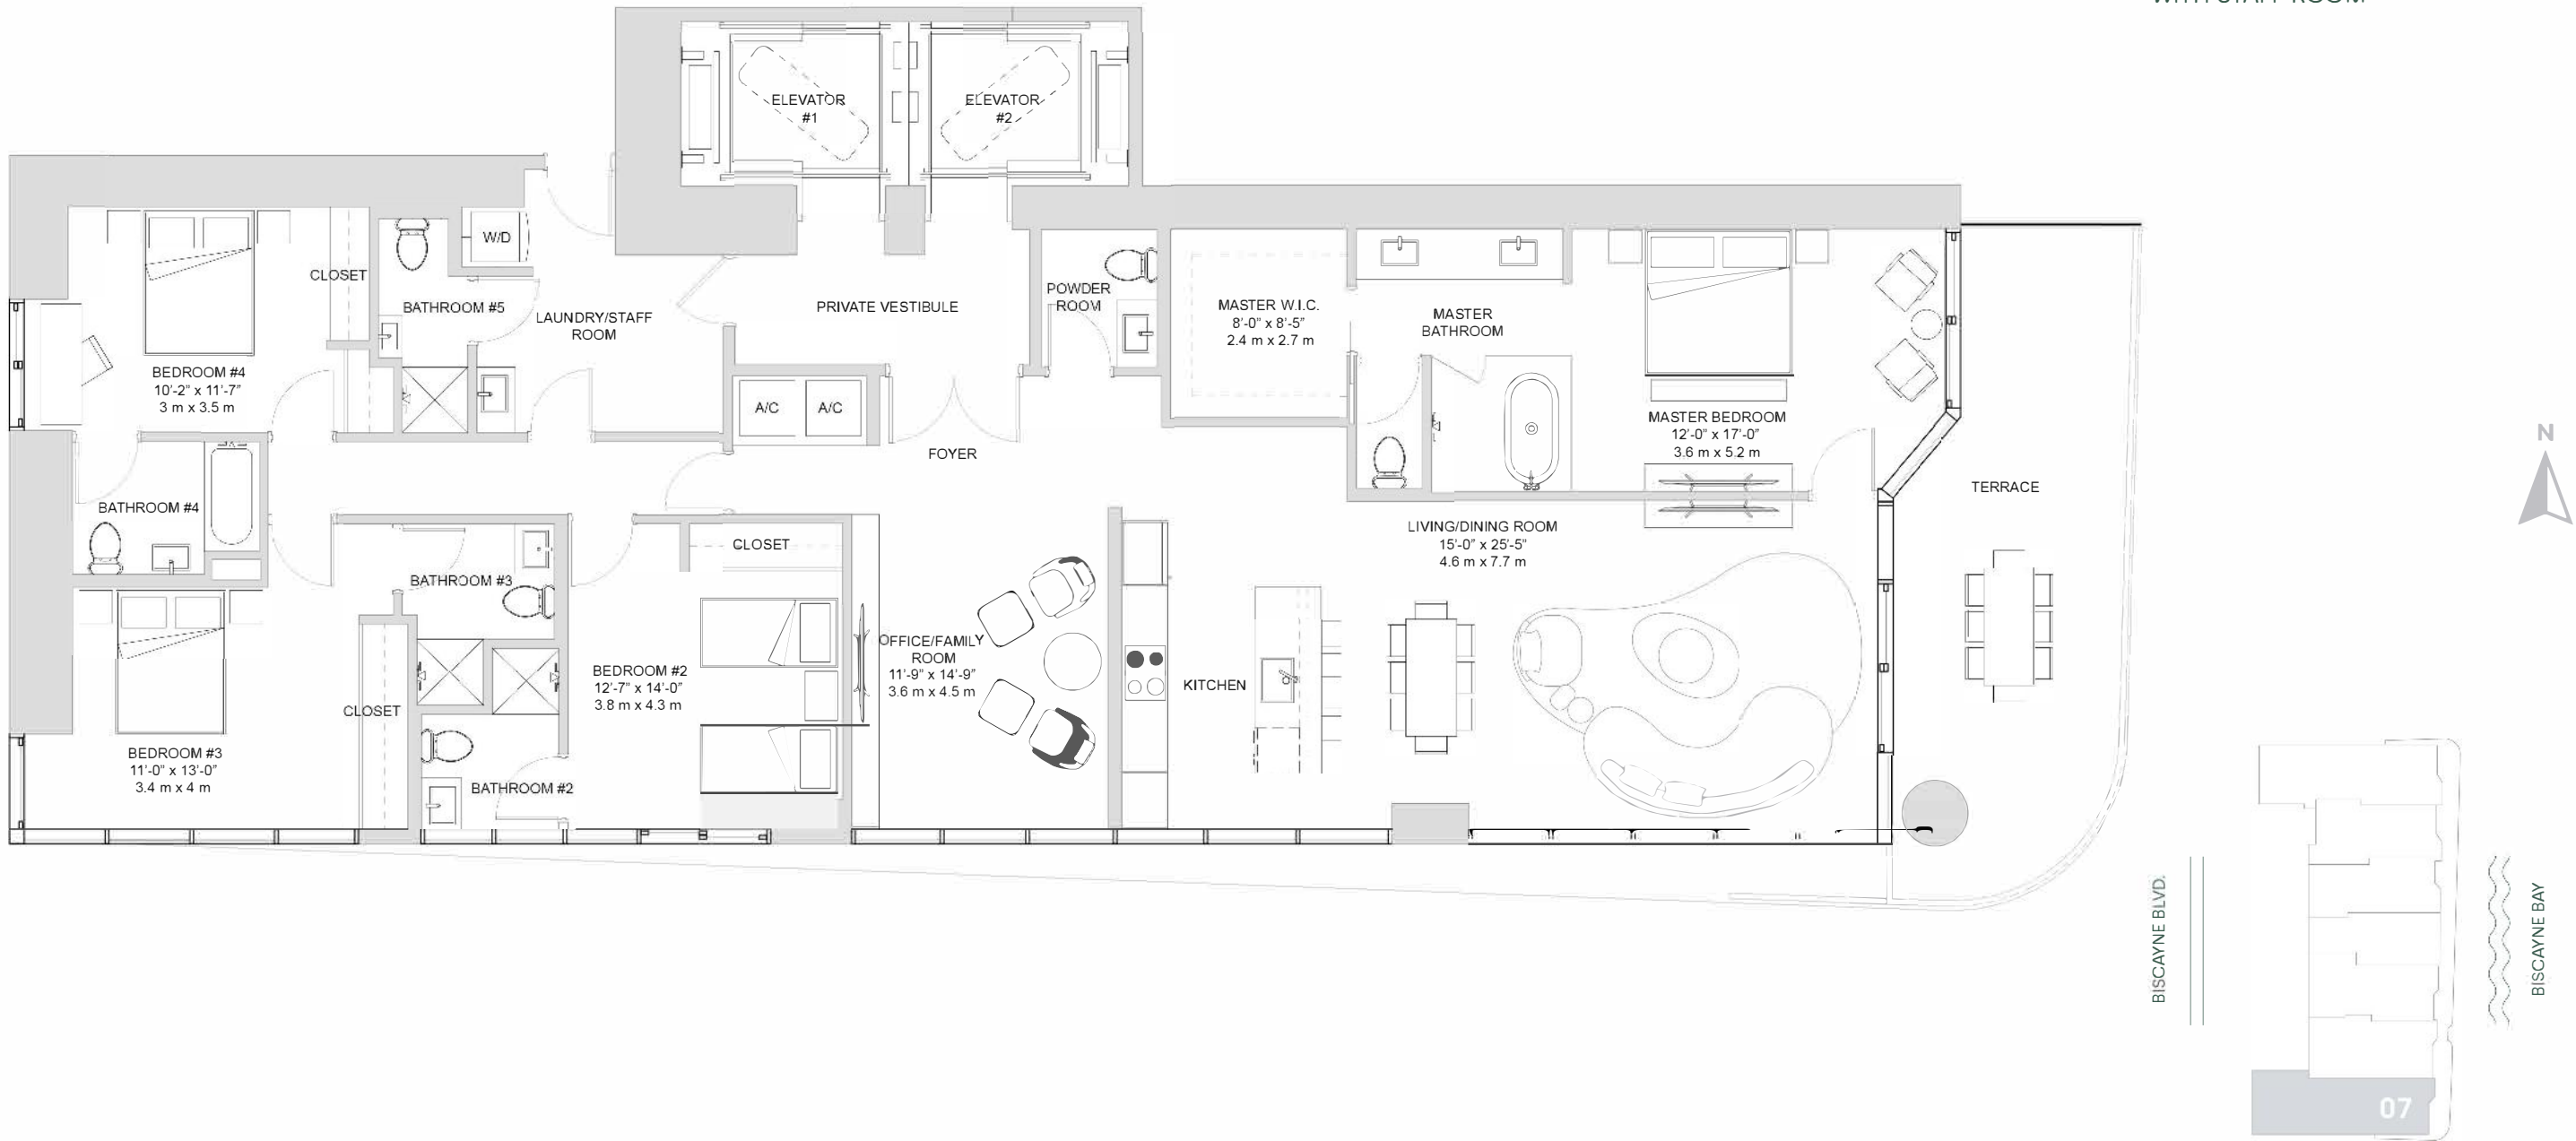 WITH STAFF ROOM
ELEVATOR
#1
ELEVATOR
#2
W/D
CLOSET
BATHROOM #5
LAUNDRY/STAFF
ROOM
PRIVATE VESTIBULE
POWDER
ROOM
MASTER W.I.C.
8'-0" x 8'-5"
2.4 m x 2.7 m
MASTER
BATHROOM
BEDROOM #4
10'-2" x 11'-7"
3 m x 3.5 m
A/C
A/C
MASTER BEDROOM
12'-0" x 17'-0"
3.6 m x 5.2 m
FOYER
N
TERRACE
BATHROOM #4
LIVING/DINING ROOM
15'-0" x 25'-5"
4.6 m x 7.7 m
CLOSET
BATHROOM #3
OFFICE/FAMILY
ROOM
11'-9" x 14'-9"
3.6 m x 4.5 m
BEDROOM #2
12'-7" x 14'-0"
3.8 m x 4.3 m
KITCHEN
CLOSET
BEDROOM #3
11'-0" x 13'-0"
3.4 m x 4 m
BATHROOM #2
BISCAYNE BLVD.
BISCAYNE BAY
07